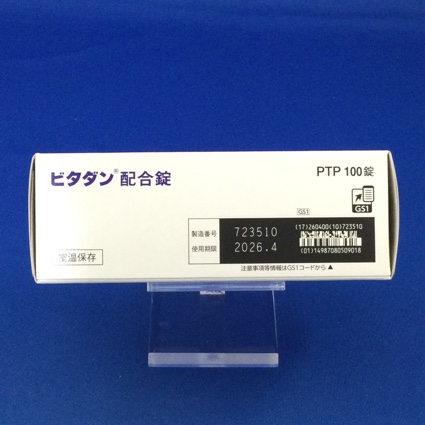 ビタダン® 配合錠
PTP 100錠
GS1
GS1
製造番号 723510
使用期限 2026.4
(17)260400(10)723510
(01)14987080509018
室温保存
注意事項等情報はGS1コードから▲